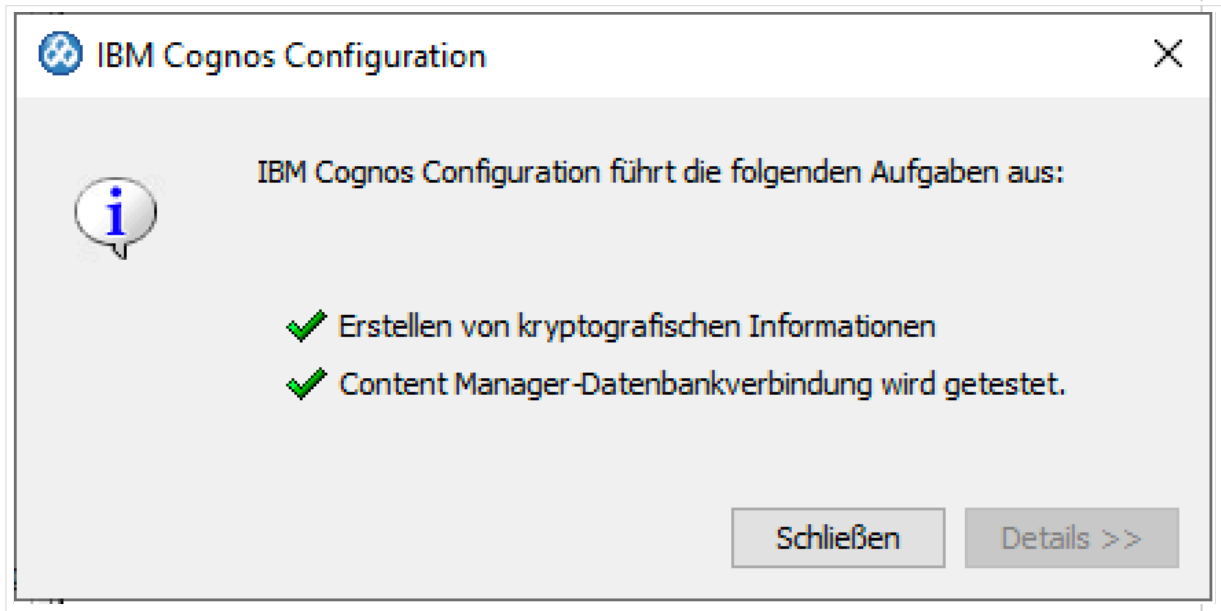 IBM Cognos Configuration
IBM Cognos Configuration führt die folgenden Aufgaben aus:
Erstellen von kryptografischen Informationen
Content Manager-Datenbankverbindung wird getestet.
Schließen
Details >>